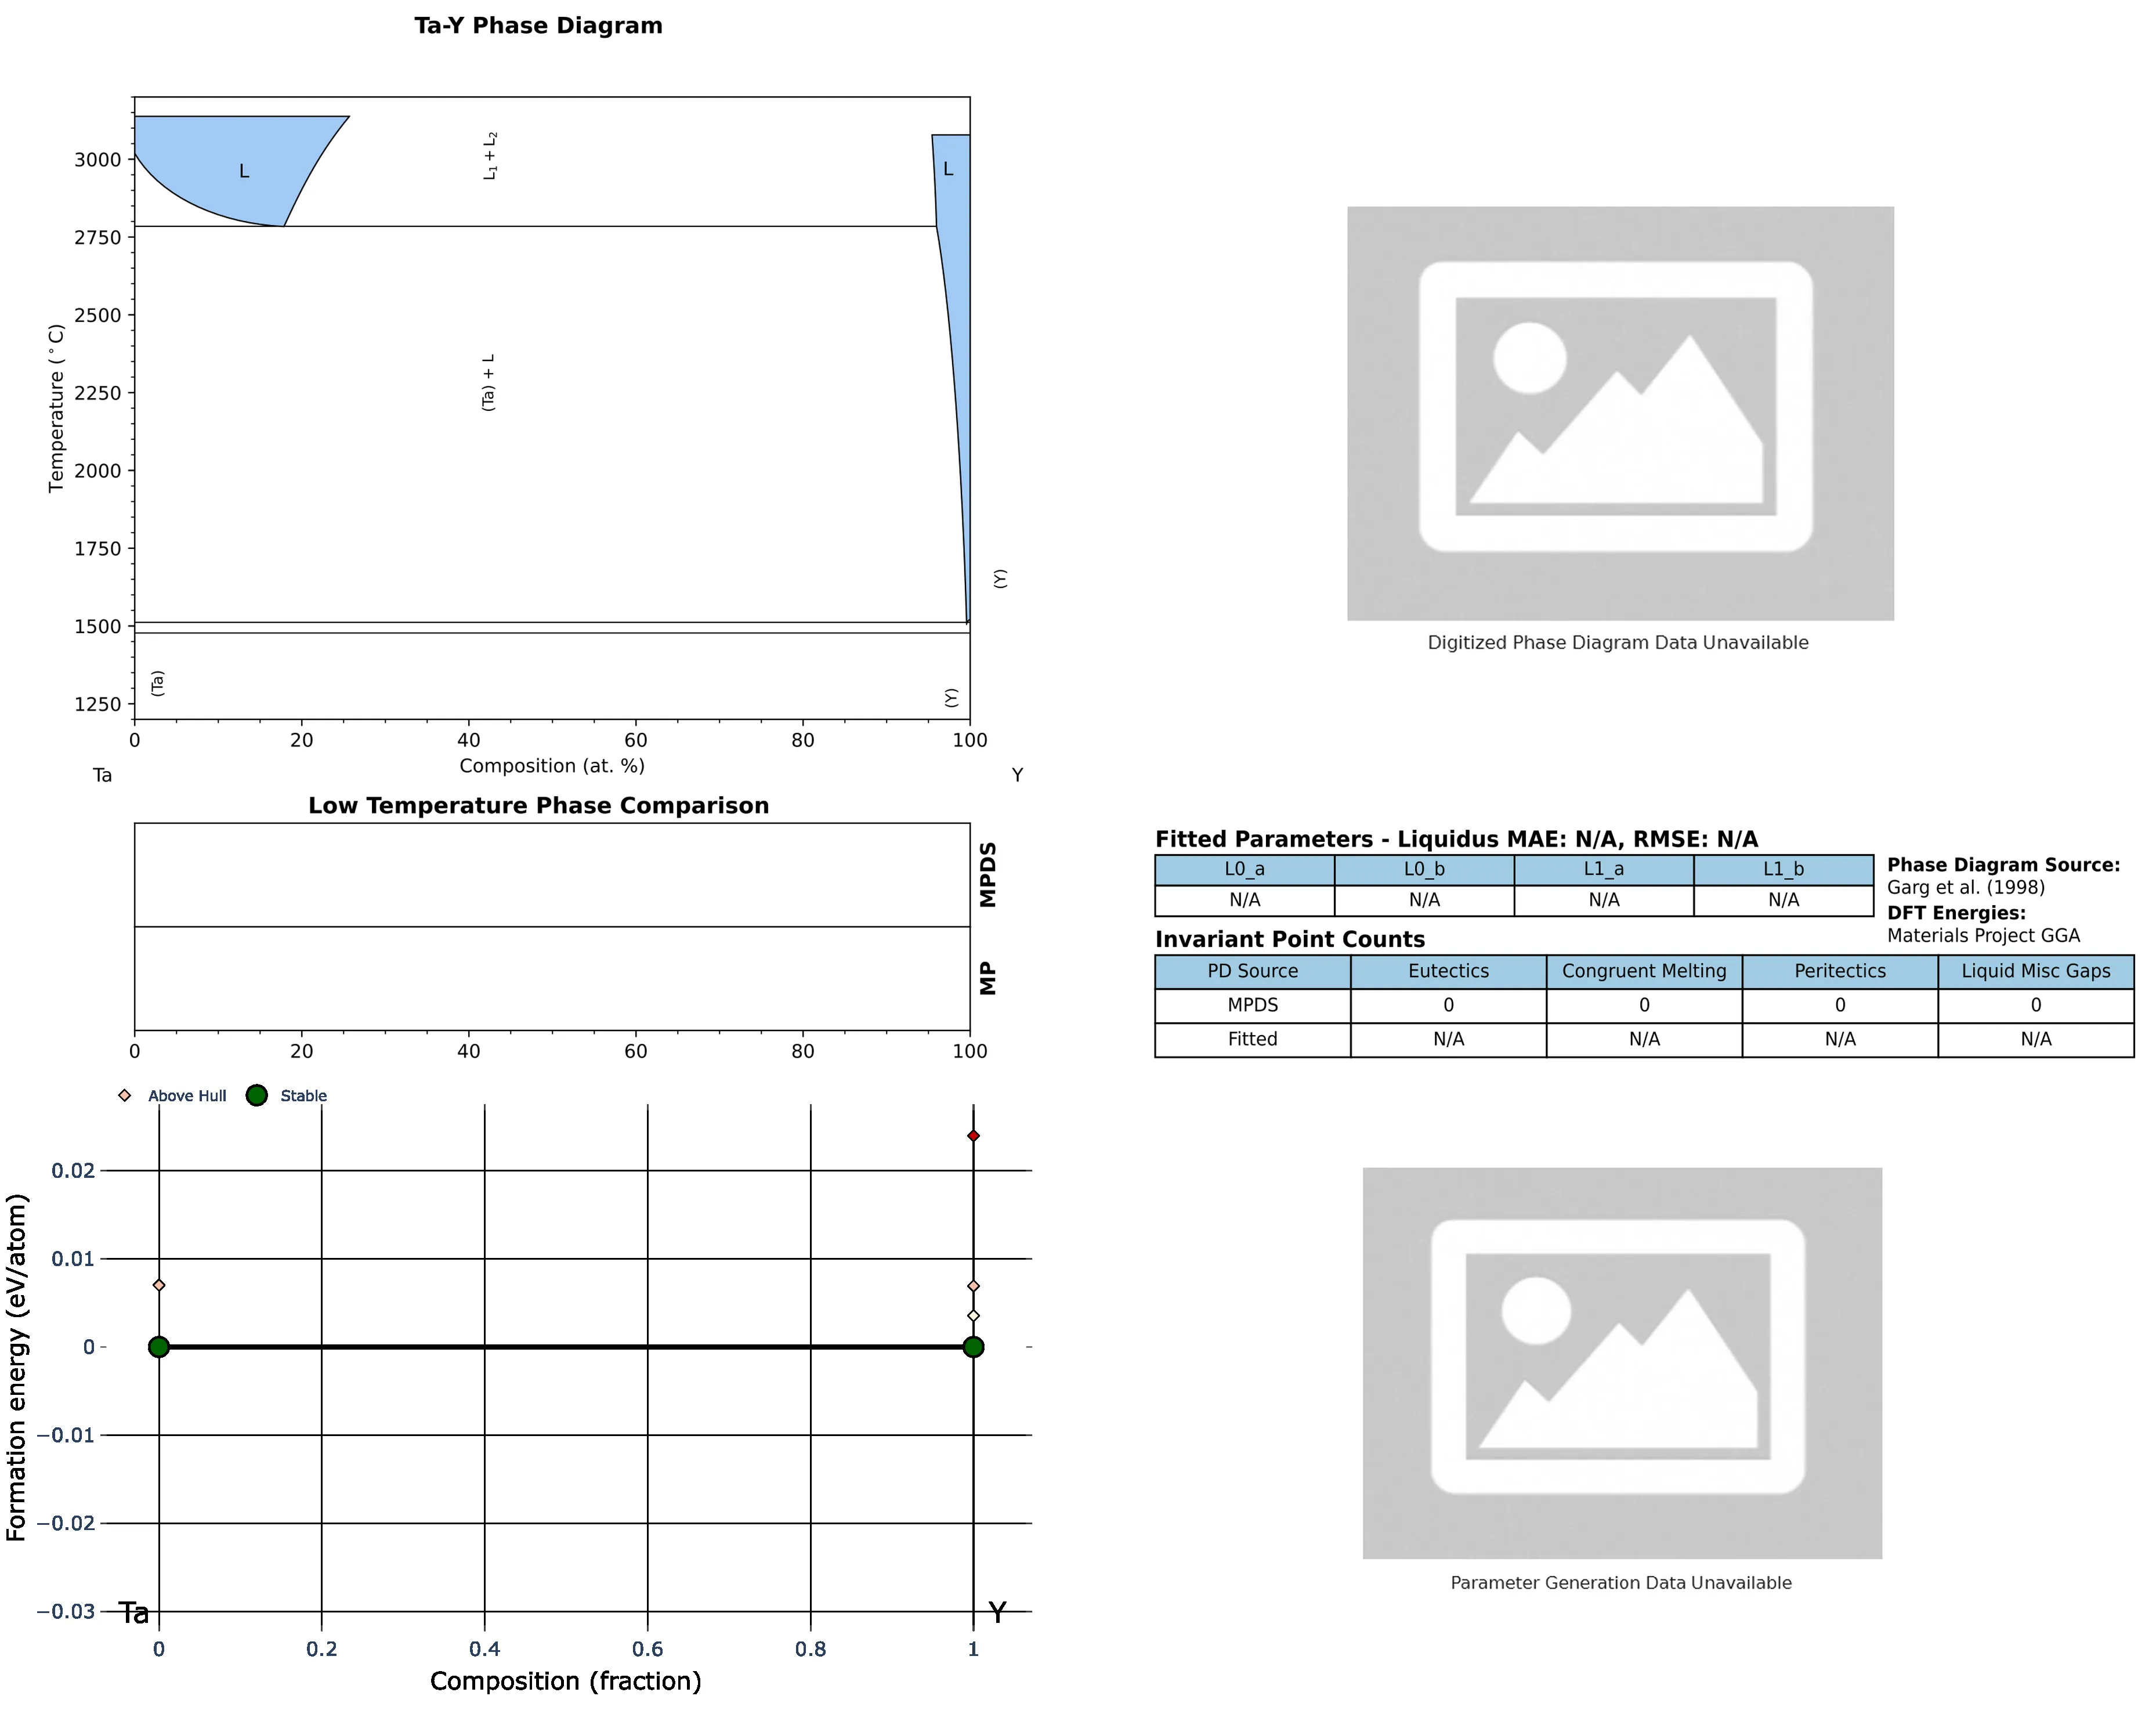 Ta-Y Phase Diagram
Temperature (°C)
3000
2750
2500
2250
2000
1750
1500
1250
L
L₁ + L₂
L
(Ta) + L
(Y)
(Ta)
(Y)
0 20 40 60 80 100
Composition (at. %)
Ta Y
Digitized Phase Diagram Data Unavailable
Low Temperature Phase Comparison
MPDS
MP
0 20 40 60 80 100
Fitted Parameters - Liquidus MAE: N/A, RMSE: N/A
L0_a L0_b L1_a L1_b
N/A N/A N/A N/A
Phase Diagram Source:
Garg et al. (1998)
DFT Energies:
Materials Project GGA
Invariant Point Counts
PD Source Eutectics Congruent Melting Peritectics Liquid Misc Gaps
MPDS 0 0 0 0
Fitted N/A N/A N/A N/A
Above Hull Stable
Formation energy (eV/atom)
0.02
0.01
0
−0.01
−0.02
−0.03
Ta Y
0 0.2 0.4 0.6 0.8 1
Composition (fraction)
Parameter Generation Data Unavailable